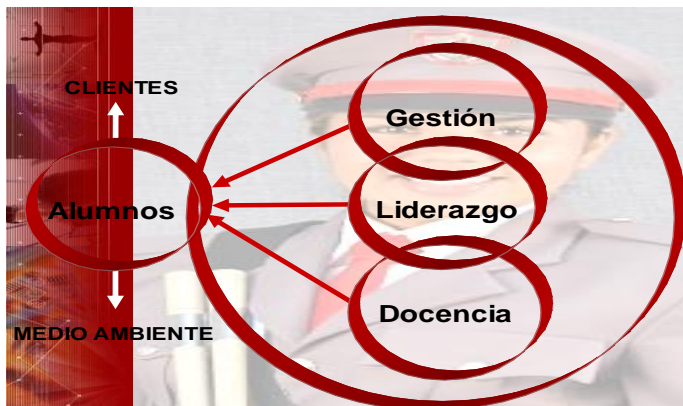 CLIENTES
Gestión
Alumnos
Liderazgo
Docencia
MEDIO AMBIENTE